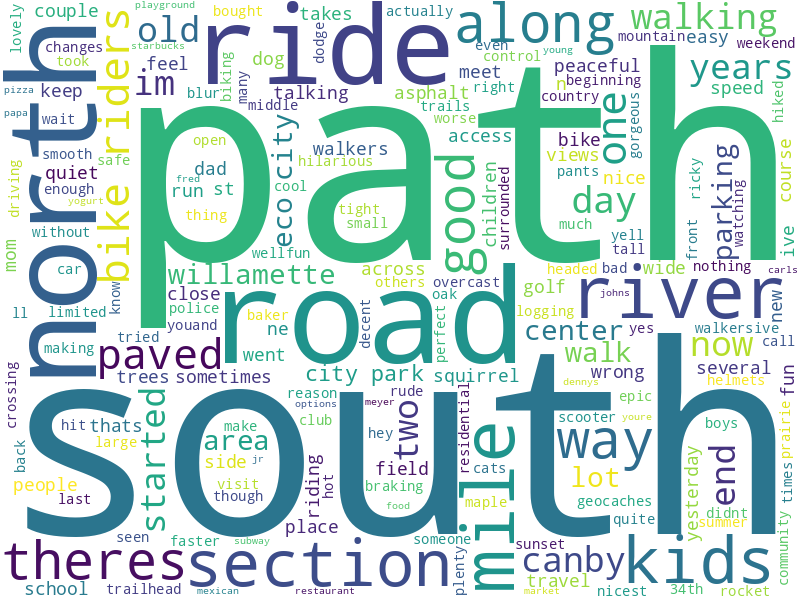 path
south
north
road
ride
river
mile
section
kids
way
along
theres
good
paved
one
two
end
day
years
walking
bike riders
old
im
couple
takes
bought
actually
playground
lovely
changes
took
starbucks
feel
biking
many
dog
dodge
even
control
young
mountain
easy
weekend
pizza
keep
blur
talking
middle
meet
peaceful
asphalt
trails
right
beginning
n
country
speed
hiked
papa
wait
worse
smooth
safe
open
walkers
access
bike
gorgeous
driving
enough
quiet
dad
hilarious
views
pants
nice
course
fred
run
st
cool
eco
city
children
surrounded
ricky
parking
watching
yogurt
thing
tight
small
much
yell
tall
front
ive
mom
without
car
wellfun
willamette
across
others
overcast
oak
headed
bad
wide
nothing
carls
ll
limited
know
close
police
youand
baker
decent
perfect
golf
logging
johns
yes
new
walkersive
call
making
tried
ne
went
center
walk
now
crossing
trees
sometimes
city park
squirrel
dennys
wrong
several
helmets
fun
reason
options
meyer
rude
epic
scooter
youre
boys
prairie
hit
thats
started
make
club
hey
residential
area
large
side
jr
field
cats
lot
back
people
last
visit
though
riding
hot
braking
food
maple
geocaches
yesterday
didnt
times
summer
seen
faster
place
someone
quite
community
subway
plenty
sunset
canby
travel
school
trailhead
mexican
restaurant
market
nicest
34th
rocket